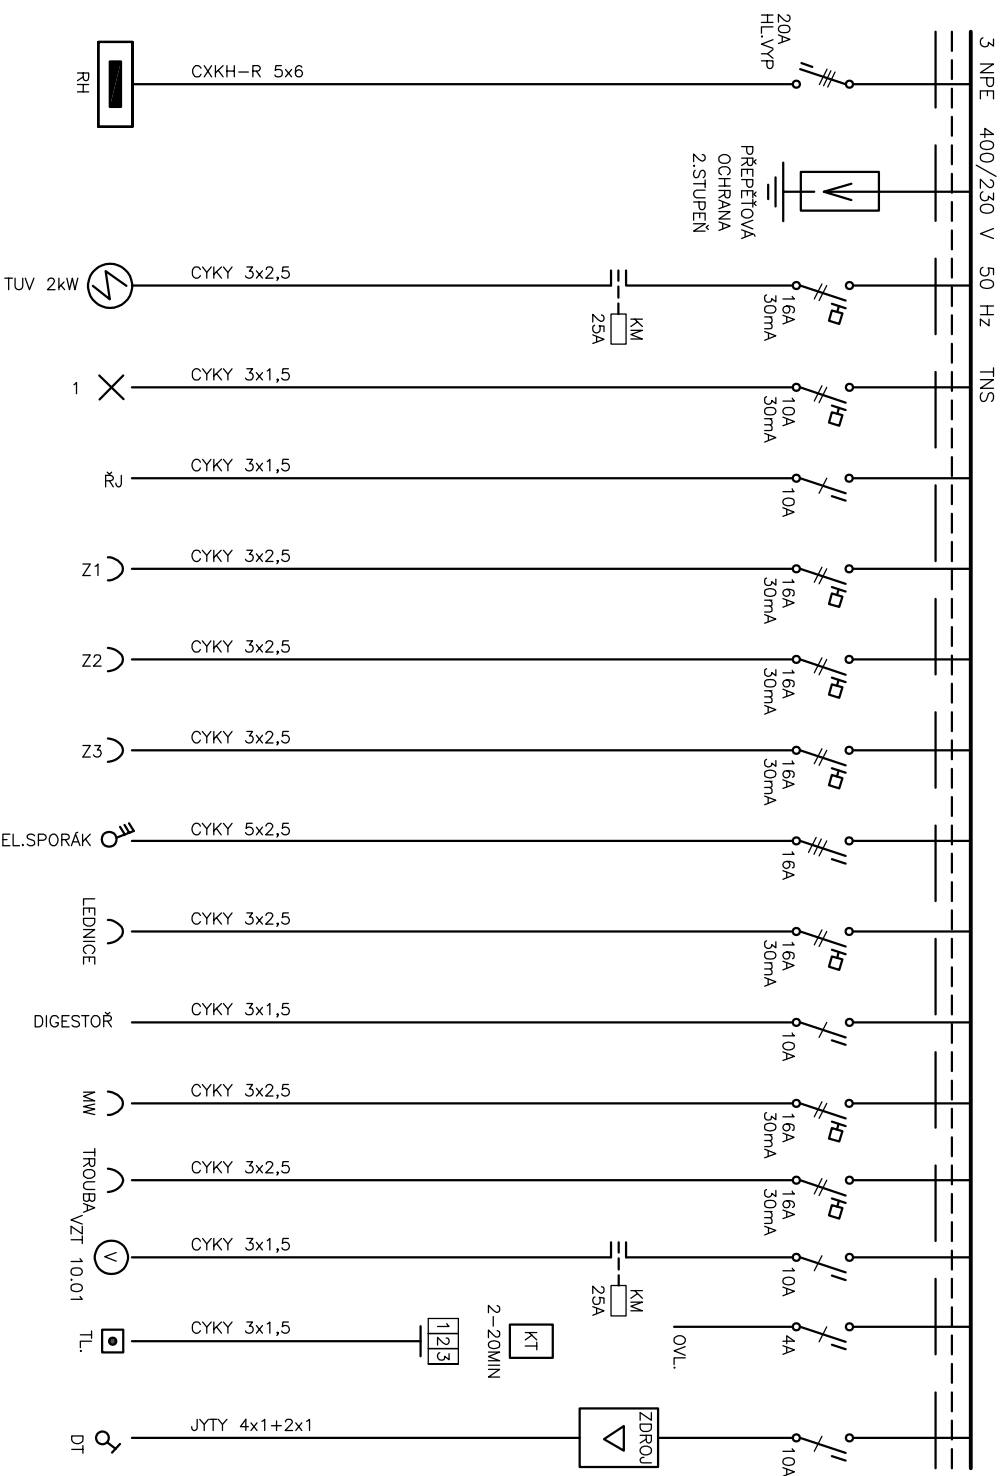 3 NPE 400/230 V 50 Hz TNS
20A
HL.VYP
CXKH-R 5x6
RH
PŘEPĚŤOVÁ
OCHRANA
2.STUPEŇ
16A
30mA
KM
25A
CYKY 3x2,5
TUV 2kW
10A
30mA
CYKY 3x1,5
1
10A
CYKY 3x1,5
ŘJ
16A
30mA
CYKY 3x2,5
Z1
16A
30mA
CYKY 3x2,5
Z2
16A
30mA
CYKY 3x2,5
Z3
16A
CYKY 5x2,5
EL.SPORÁK
16A
30mA
CYKY 3x2,5
LEDNICE
10A
CYKY 3x1,5
DIGESTOŘ
16A
30mA
CYKY 3x2,5
MW
16A
30mA
CYKY 3x2,5
TROUBA
10A
KM
25A
CYKY 3x1,5
V
VZT 10.01
4A
OVL.
KT
2-20MIN
1 2 3
CYKY 3x1,5
TL.
10A
ZDROJ
JYTY 4x1+2x1
DT